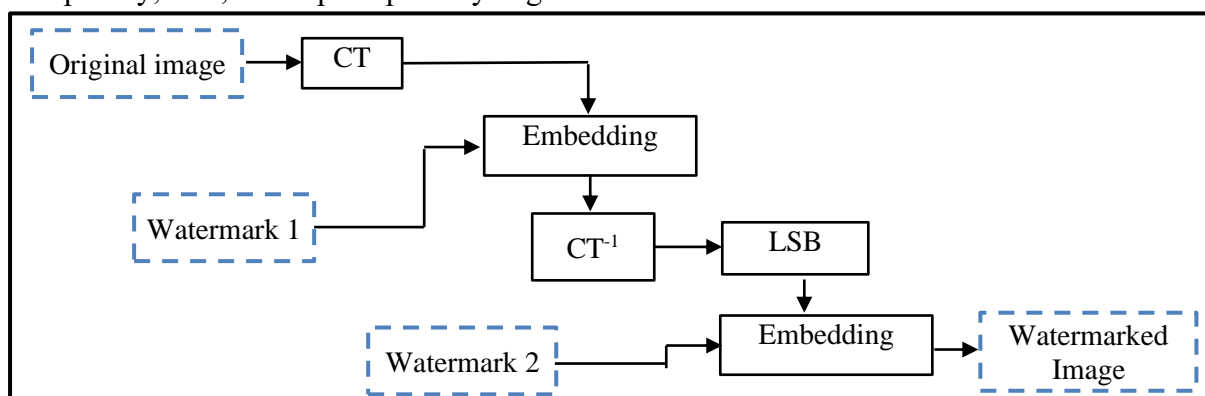 Original image
CT
Embedding
Watermark 1
CT⁻¹
LSB
Embedding
Watermark 2
Watermarked
Image